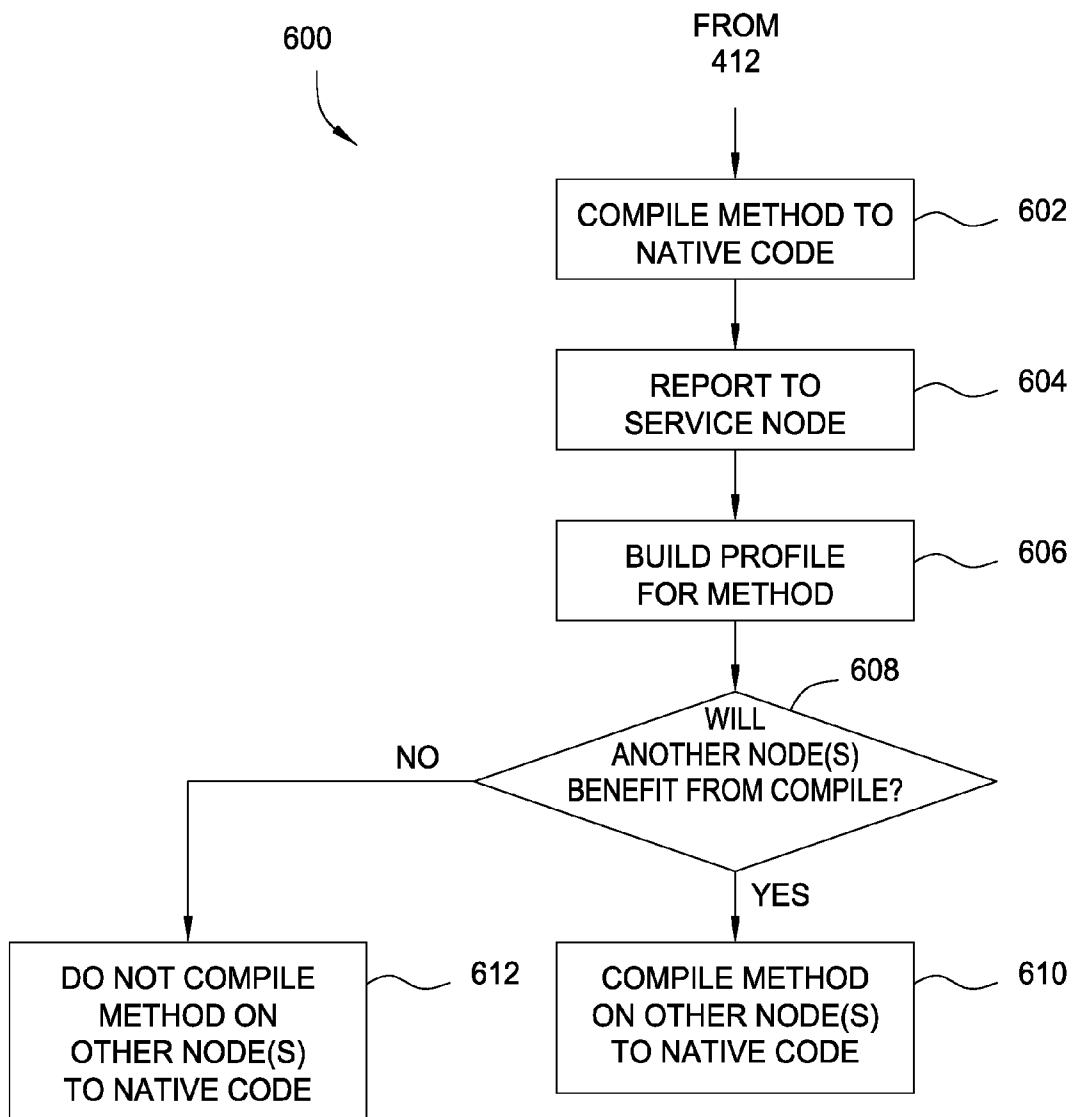 600
FROM
412
COMPILE METHOD TO
NATIVE CODE
602
REPORT TO
SERVICE NODE
604
BUILD PROFILE
FOR METHOD
606
608
WILL
ANOTHER NODE(S)
BENEFIT FROM COMPILE?
NO
YES
DO NOT COMPILE
METHOD ON
OTHER NODE(S)
TO NATIVE CODE
612
COMPILE METHOD
ON OTHER NODE(S)
TO NATIVE CODE
610